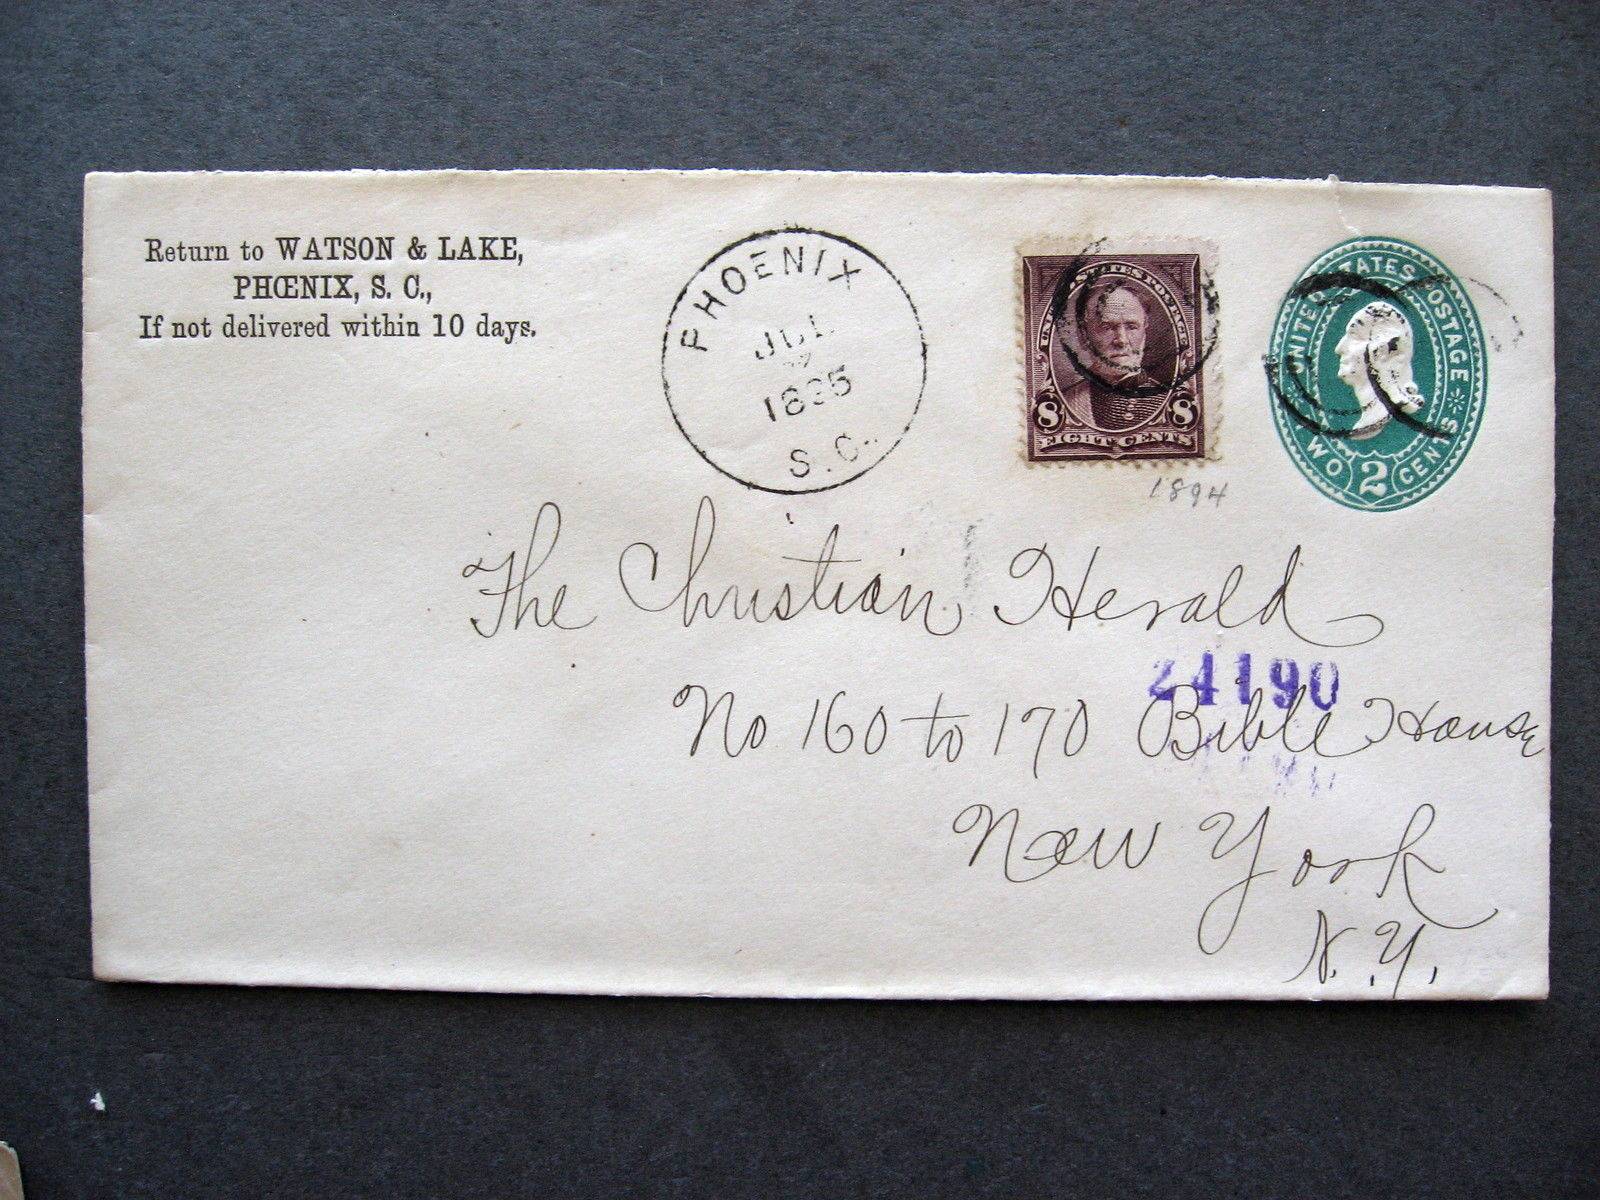 Return to WATSON & LAKE,
PHŒNIX, S. C.,
If not delivered within 10 days.
PHOENIX
JUL
1895
S.C.
UNITED STATES POSTAGE
8 8
EIGHT CENTS
1894
UNITED STATES POSTAGE
TWO 2 CENTS
The Christian Herald
24190
No 160 to 170 Bible House
New York
N.Y.